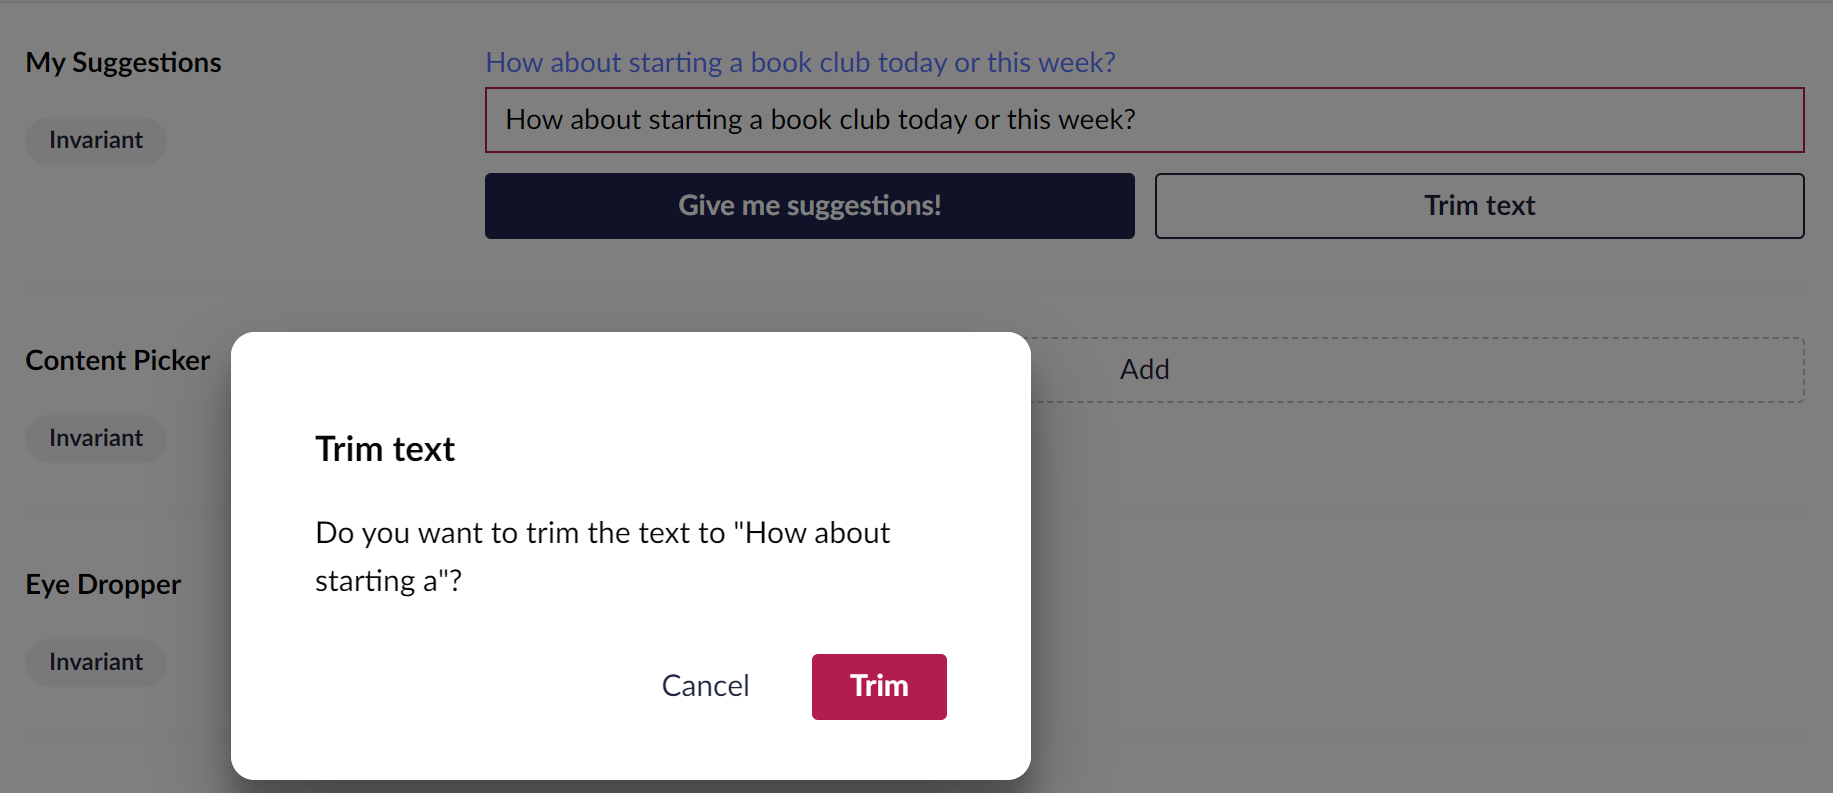 My Suggestions
Invariant
How about starting a book club today or this week?
How about starting a book club today or this week?
Give me suggestions!
Trim text
Content Picker
Invariant
Add
Trim text
Do you want to trim the text to "How about
starting a"?
Cancel
Trim
Eye Dropper
Invariant